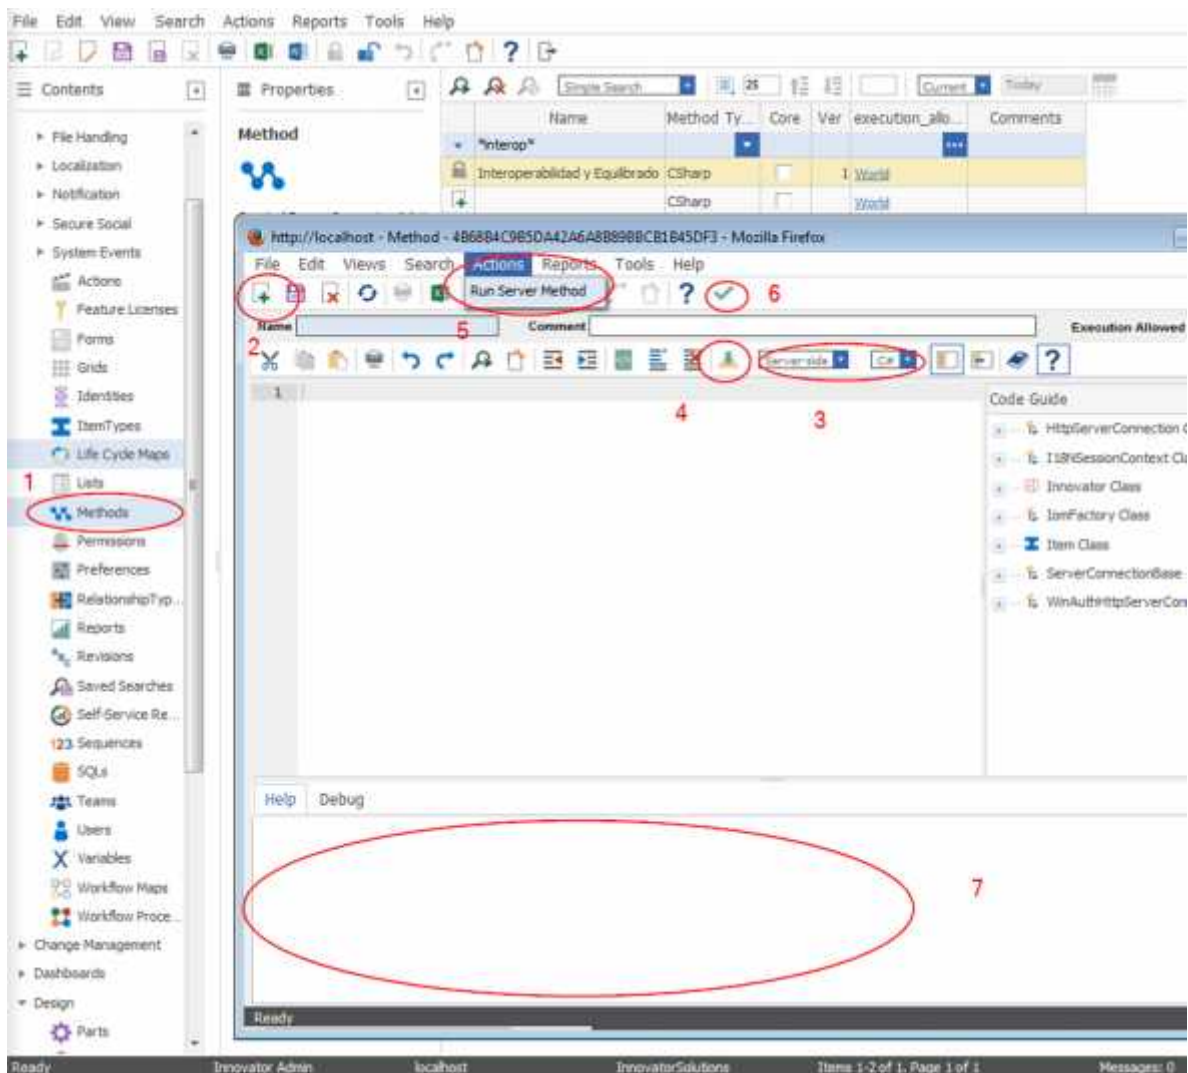 File Edit View Search Actions Reports Tools Help
Contents
Properties
Simple Search
25
Current
Today
Name Method Ty... Core Ver execution_allo... Comments
Method
*interop*
Interoperabilidad y Equilibrado CSharp 1 World
CSharp World
File Handling
Localization
Notification
Secure Social
System Events
Actions
Feature Licenses
Forms
Grids
Identities
ItemTypes
Life Cycle Maps
1
Lists
Methods
Permissions
Preferences
RelationshipTyp...
Reports
Revisions
Saved Searches
Self-Service Re...
123 Sequences
SQLs
Teams
Users
Variables
Workflow Maps
Workflow Proce...
Change Management
Dashboards
Design
Parts
http://localhost - Method - 4B68B4C9B5DA42A6A8B89BBCB1B45DF3 - Mozilla Firefox
File Edit Views Search Actions Reports Tools Help
Run Server Method
? 6
Name
5
Comment
Execution Allowed
2
Server-side
C#
?
4
3
1
Code Guide
HttpServerConnection C
I18NSessionContext Cla
Innovator Class
IomFactory Class
Item Class
ServerConnectionBase
WinAuthHttpServerCon
Help Debug
7
Ready
Ready Innovator Admin localhost InnovatorSolutions Items 1-2 of 1. Page 1 of 1 Messages: 0